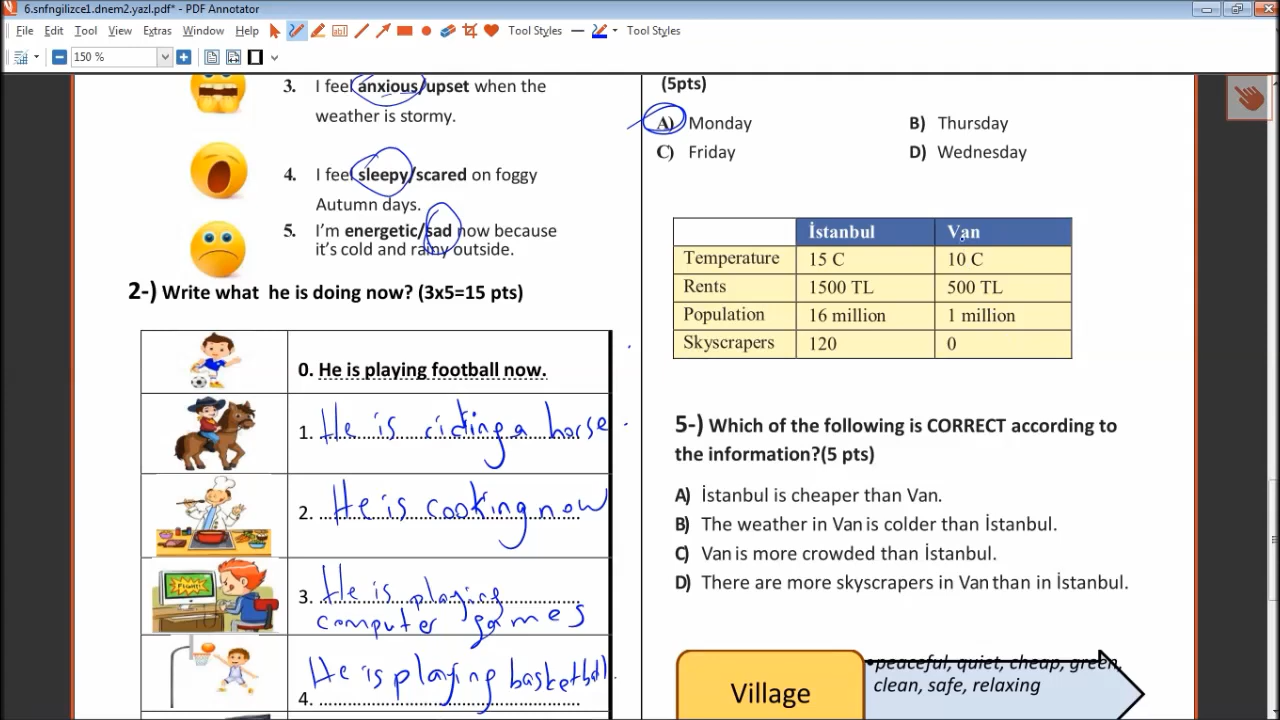 6.snfngilizce1.dnem2.yazl.pdf* - PDF Annotator
File Edit Tool View Extras Window Help Tool Styles Tool Styles
150 %
3. I feel anxious/upset when the
weather is stormy.
4. I feel sleepy/scared on foggy
Autumn days.
5. I'm energetic/sad now because
it's cold and rainy outside.
2-) Write what he is doing now? (3x5=15 pts)
0. He is playing football now.
1. He is riding a horse
2. He is cooking now
FIGHT!
3. He is playing
computer games
He is playing basketball.
4.
(5pts)
A) Monday B) Thursday
C) Friday D) Wednesday
İstanbul Van
Temperature 15 C 10 C
Rents 1500 TL 500 TL
Population 16 million 1 million
Skyscrapers 120 0
5-) Which of the following is CORRECT according to
the information?(5 pts)
A) İstanbul is cheaper than Van.
B) The weather in Van is colder than İstanbul.
C) Van is more crowded than İstanbul.
D) There are more skyscrapers in Van than in İstanbul.
Village
•peaceful, quiet, cheap, green,
clean, safe, relaxing